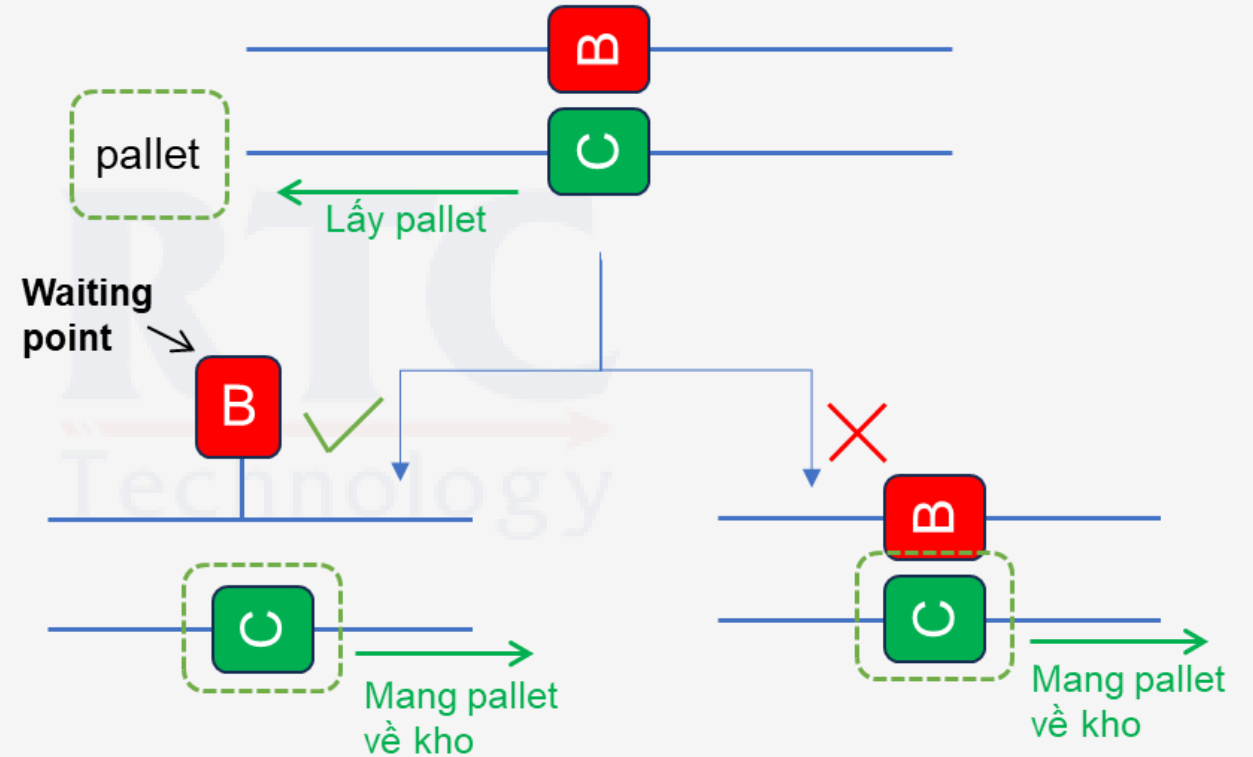 B
C
pallet
Lấy pallet
RTC
Technology
Waiting
point
B
C
Mang pallet
về kho
B
C
Mang pallet
về kho